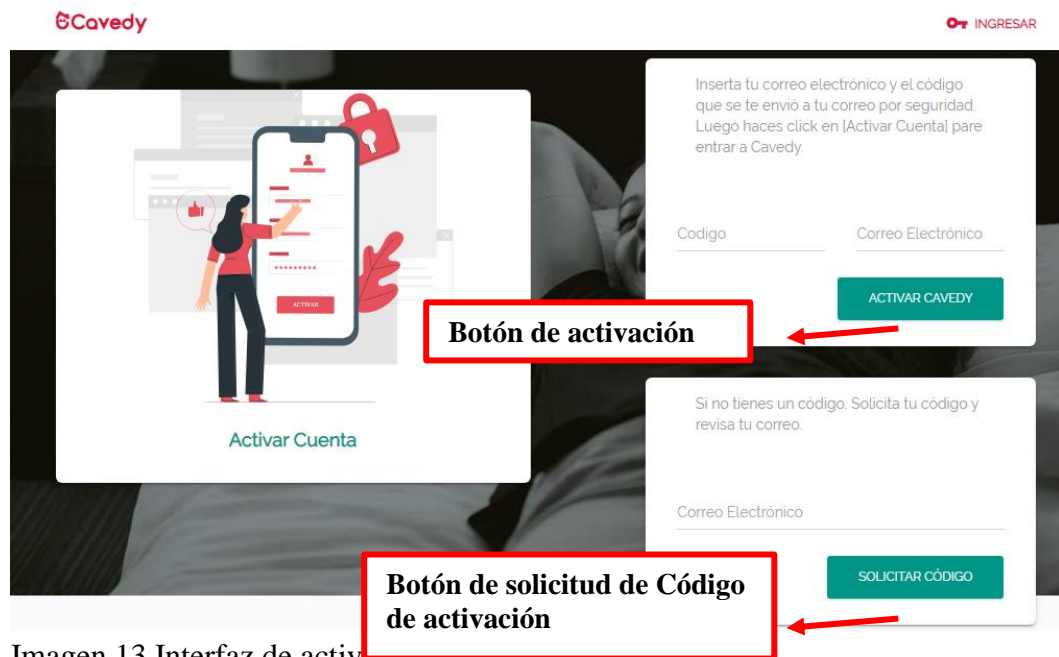 Cavedy
INGRESAR
Inserta tu correo electrónico y el código
que se te envió a tu correo por seguridad.
Luego haces click en [Activar Cuenta] pare
entrar a Cavedy.
Codigo
Correo Electrónico
ACTIVAR CAVEDY
ACTIVAR
Activar Cuenta
Botón de activación
Si no tienes un código. Solicita tu código y
revisa tu correo.
Correo Electrónico
SOLICITAR CÓDIGO
Botón de solicitud de Código
de activación
Imagen 13 Interfaz de